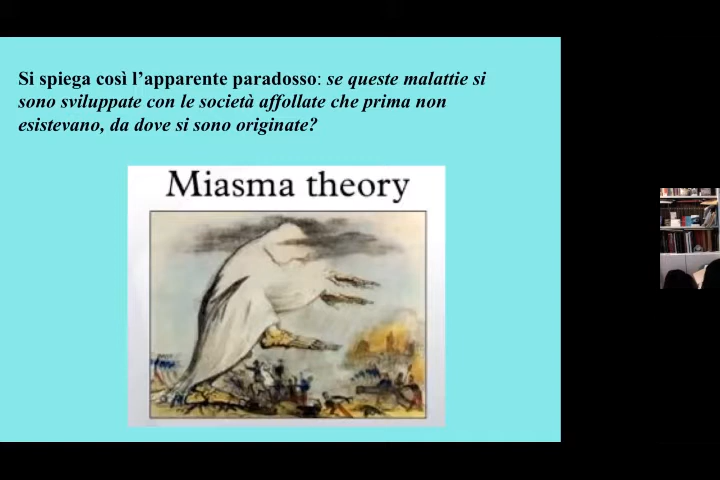 Si spiega così l'apparente paradosso: se queste malattie si
sono sviluppate con le società affollate che prima non
esistevano, da dove si sono originate?
Miasma theory